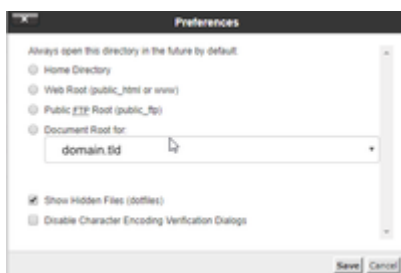 Preferences
Always open this directory in the future by default:
Home Directory
Web Root (public_html or www)
Public FTP Root (public_ftp)
Document Root for:
domain.tld
Show Hidden Files (dotfiles)
Disable Character Encoding Verification Dialogs
Save Cancel